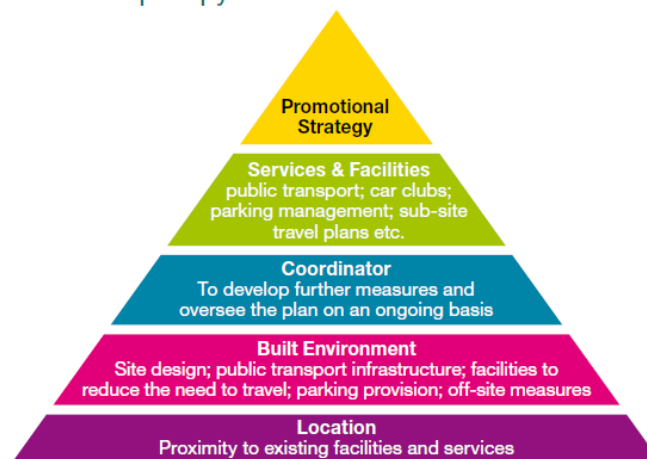 Promotional
Strategy
Services & Facilities
public transport; car clubs;
parking management; sub-site
travel plans etc.
Coordinator
To develop further measures and
oversee the plan on an ongoing basis
Built Environment
Site design; public transport infrastructure; facilities to
reduce the need to travel; parking provision; off-site measures
Location
Proximity to existing facilities and services